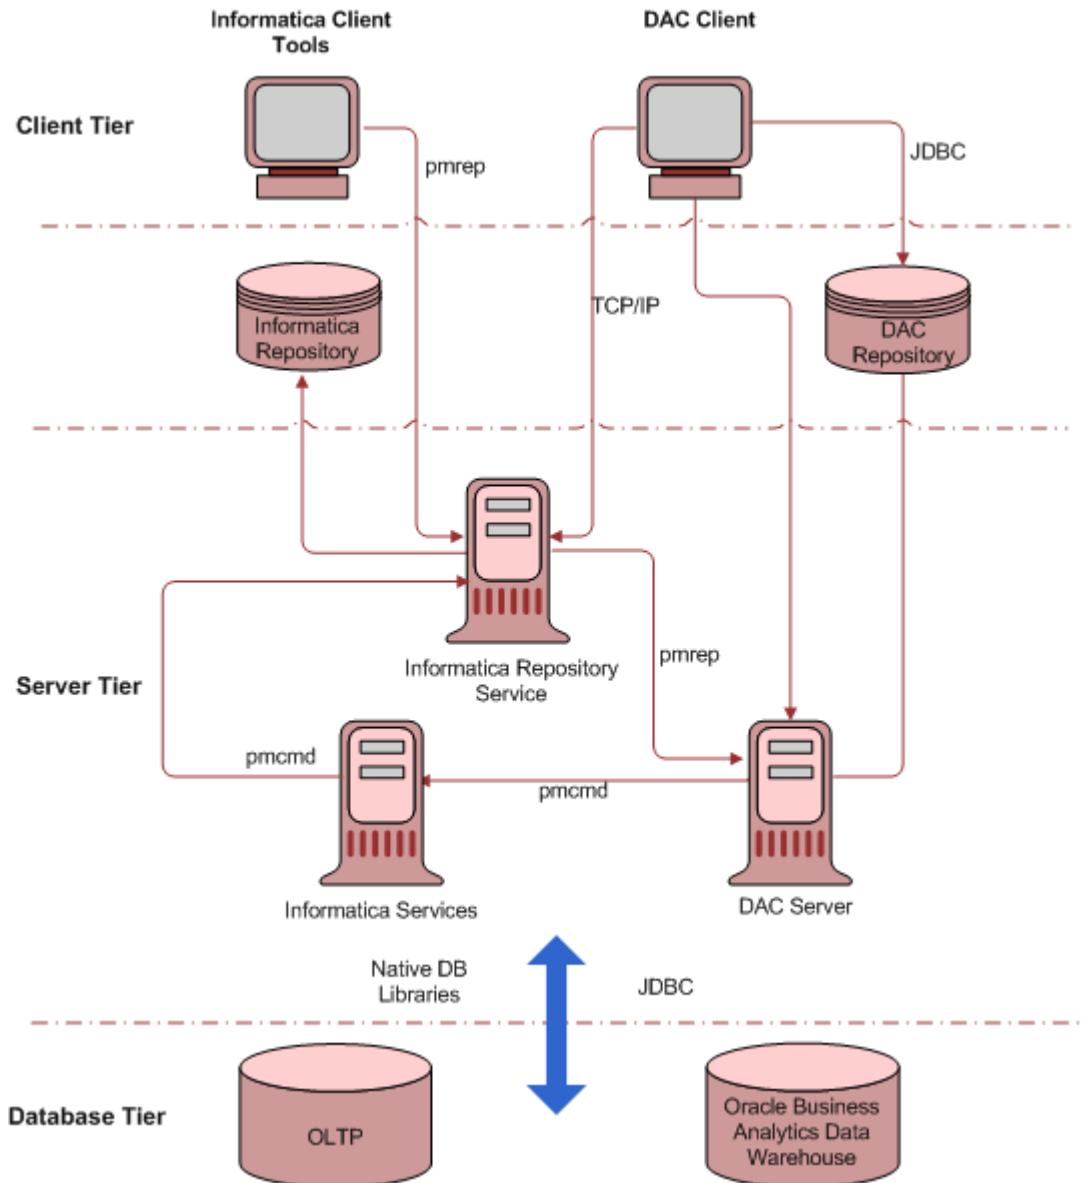 Informatica Client
Tools
DAC Client
Client Tier
pmrep
JDBC
Informatica
Repository
TCP/IP
DAC
Repository
Informatica Repository
Service
pmrep
Server Tier
pmcmd
pmcmd
Informatica Services
DAC Server
Native DB
Libraries
JDBC
Database Tier
OLTP
Oracle Business
Analytics Data
Warehouse